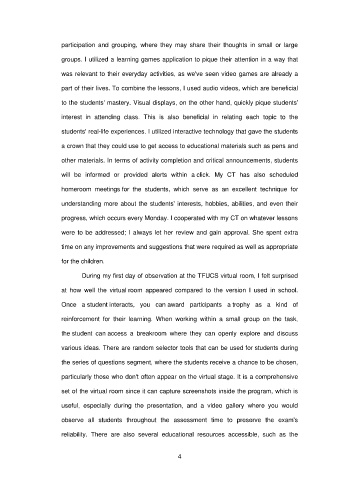 participation and grouping, where they may share their thoughts in small or large
groups. I utilized a learning games application to pique their attention in a way that
was relevant to their everyday activities, as we've seen video games are already a
part of their lives. To combine the lessons, I used audio videos, which are beneficial
to the students' mastery. Visual displays, on the other hand, quickly pique students'
interest in attending class. This is also beneficial in relating each topic to the
students' real-life experiences. I utilized interactive technology that gave the students
a crown that they could use to get access to educational materials such as pens and
other materials. In terms of activity completion and critical announcements, students
will be informed or provided alerts within a click. My CT has also scheduled
homeroom meetings for the students, which serve as an excellent technique for
understanding more about the students' interests, hobbies, abilities, and even their
progress, which occurs every Monday. I cooperated with my CT on whatever lessons
were to be addressed; I always let her review and gain approval. She spent extra
time on any improvements and suggestions that were required as well as appropriate
for the children.
During my first day of observation at the TFUCS virtual room, I felt surprised
at how well the virtual room appeared compared to the version I used in school.
Once a student interacts, you can award participants a trophy as a kind of
reinforcement for their learning. When working within a small group on the task,
the student can access a breakroom where they can openly explore and discuss
various ideas. There are random selector tools that can be used for students during
the series of questions segment, where the students receive a chance to be chosen,
particularly those who don't often appear on the virtual stage. It is a comprehensive
set of the virtual room since it can capture screenshots inside the program, which is
useful, especially during the presentation, and a video gallery where you would
observe all students throughout the assessment time to preserve the exam's
reliability. There are also several educational resources accessible, such as the
4